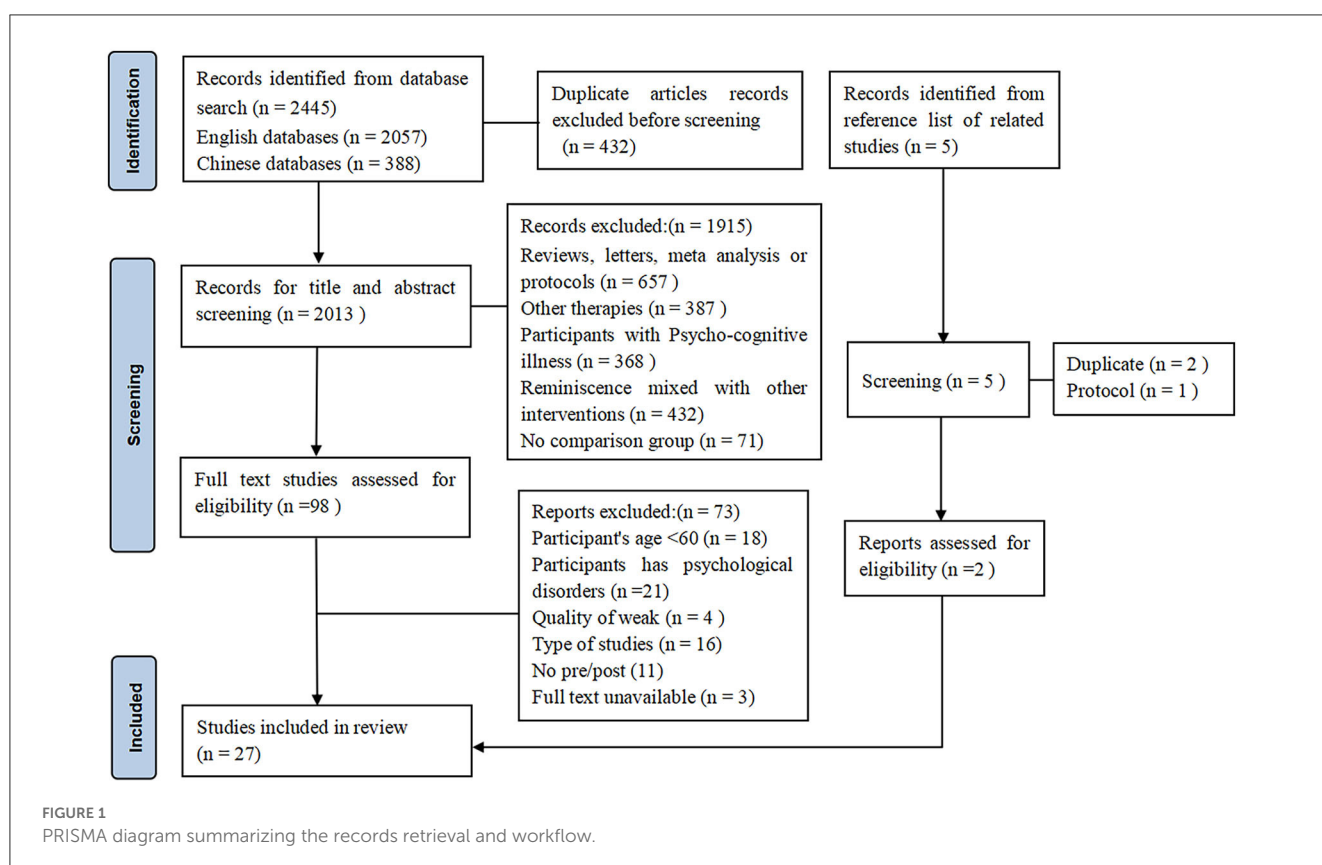 Identification
Records identified from database
search (n = 2445)
English databases (n = 2057)
Chinese databases (n = 388)
Duplicate articles records
excluded before screening
(n = 432)
Records identified from
reference list of related
studies (n = 5)
Screening
Records for title and abstract
screening (n = 2013 )
Records excluded:(n = 1915)
Reviews, letters, meta analysis or
protocols (n = 657)
Other therapies (n = 387)
Participants with Psycho-cognitive
illness (n = 368 )
Reminiscence mixed with other
interventions (n = 432)
No comparison group (n = 71)
Screening (n = 5 )
Duplicate (n = 2 )
Protocol (n = 1 )
Full text studies assessed for
eligibility (n =98 )
Reports excluded:(n = 73)
Participant's age <60 (n = 18)
Participants has psychological
disorders (n =21)
Quality of weak (n = 4 )
Type of studies (n = 16)
No pre/post (11)
Full text unavailable (n = 3)
Reports assessed for
eligibility (n =2 )
Included
Studies included in review
(n = 27)
FIGURE 1
PRISMA diagram summarizing the records retrieval and workflow.